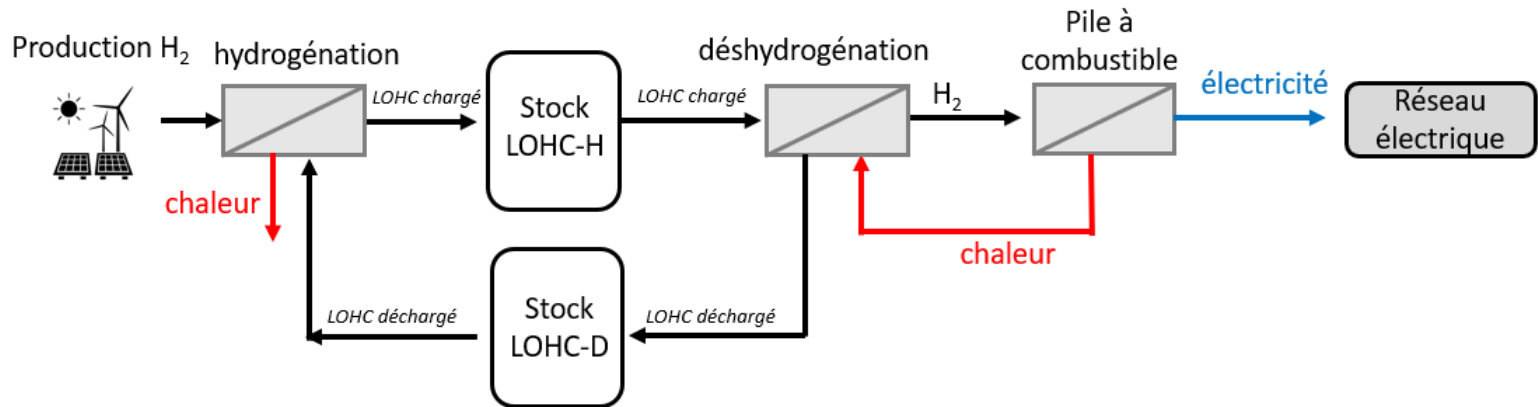 Production H₂
hydrogénation
LOHC chargé
Stock
LOHC-H
LOHC chargé
déshydrogénation
H₂
Pile à
combustible
électricité
Réseau
électrique
chaleur
chaleur
LOHC déchargé
Stock
LOHC-D
LOHC déchargé